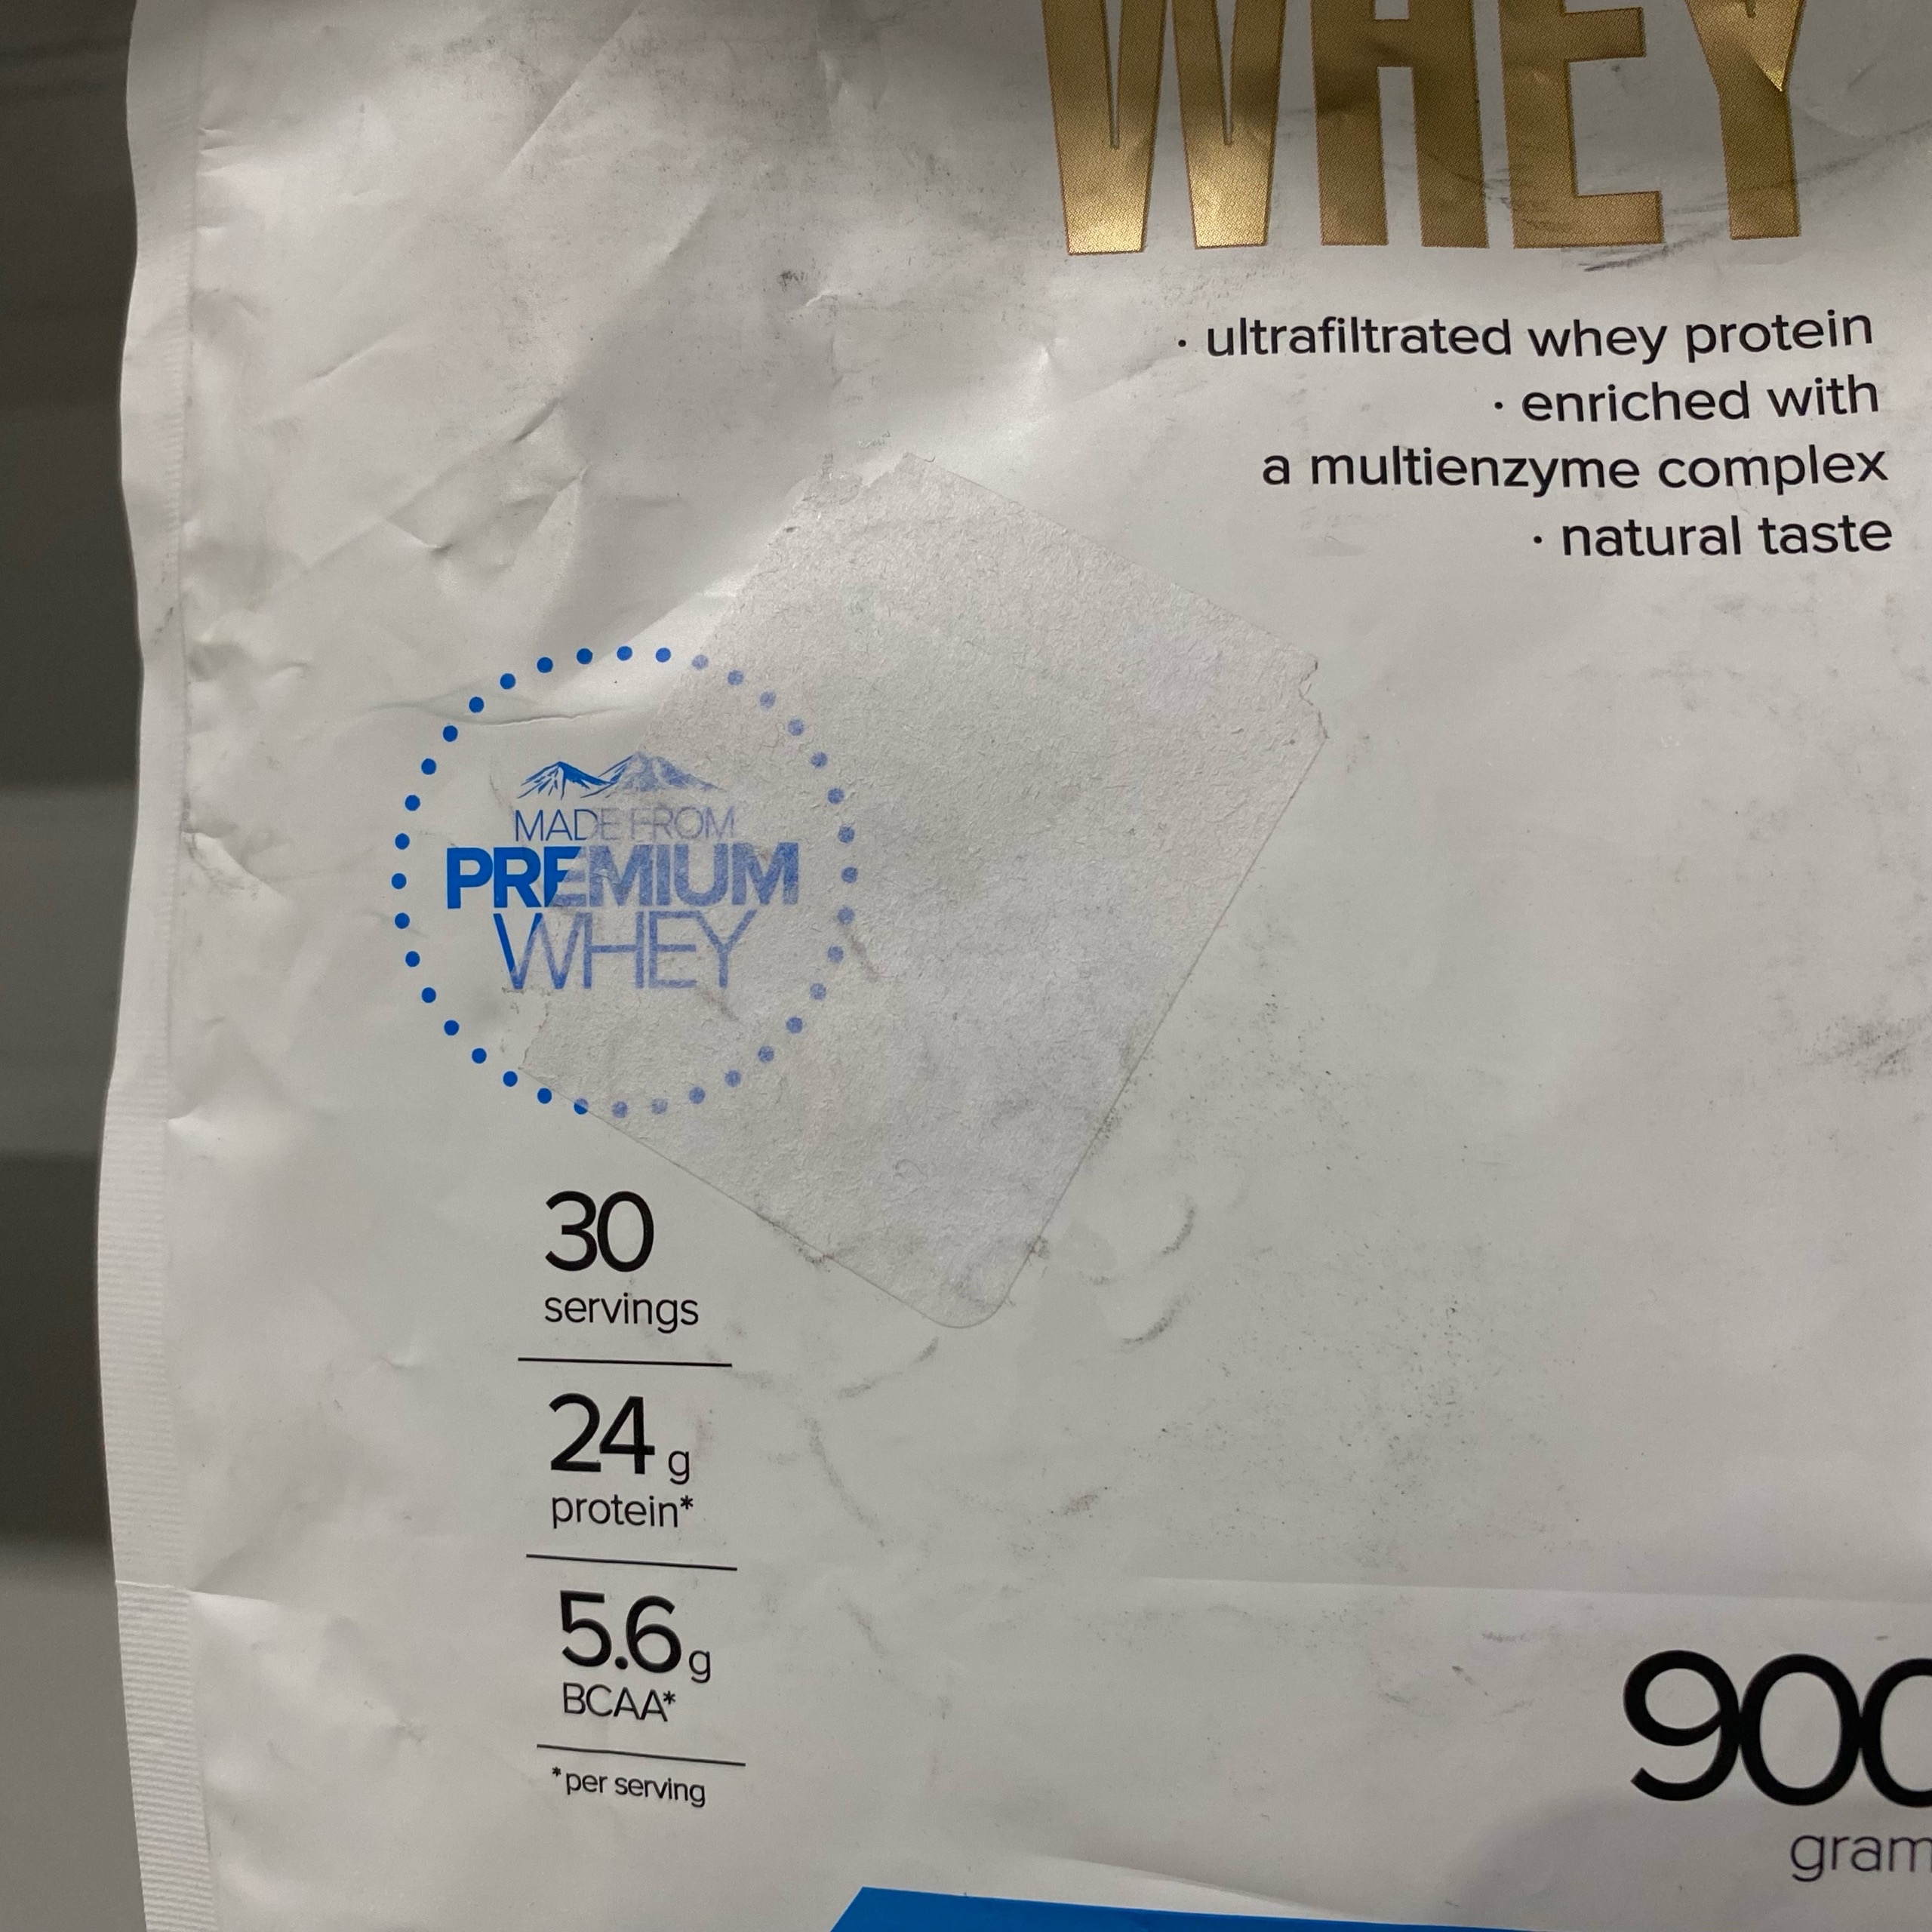 WHEY
· ultrafiltrated whey protein
· enriched with
a multienzyme complex
· natural taste
MADE FROM
PREMIUM
WHEY
30
servings
24 g
protein*
5.6 g
BCAA*
*per serving
900
gram